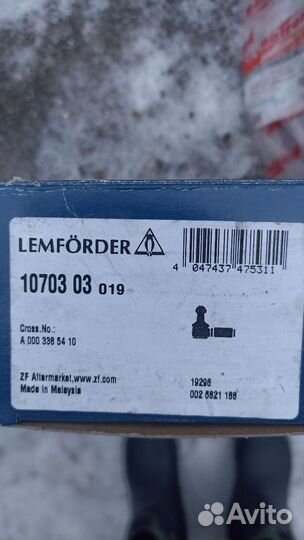 LEMFÖRDER
4 047437 475311
10703 03 019
Cross.No.:
A 000 338 54 10
ZF Aftermarket,www.zf.com
Made in Malaysia
19296
002 6821 188
Avito